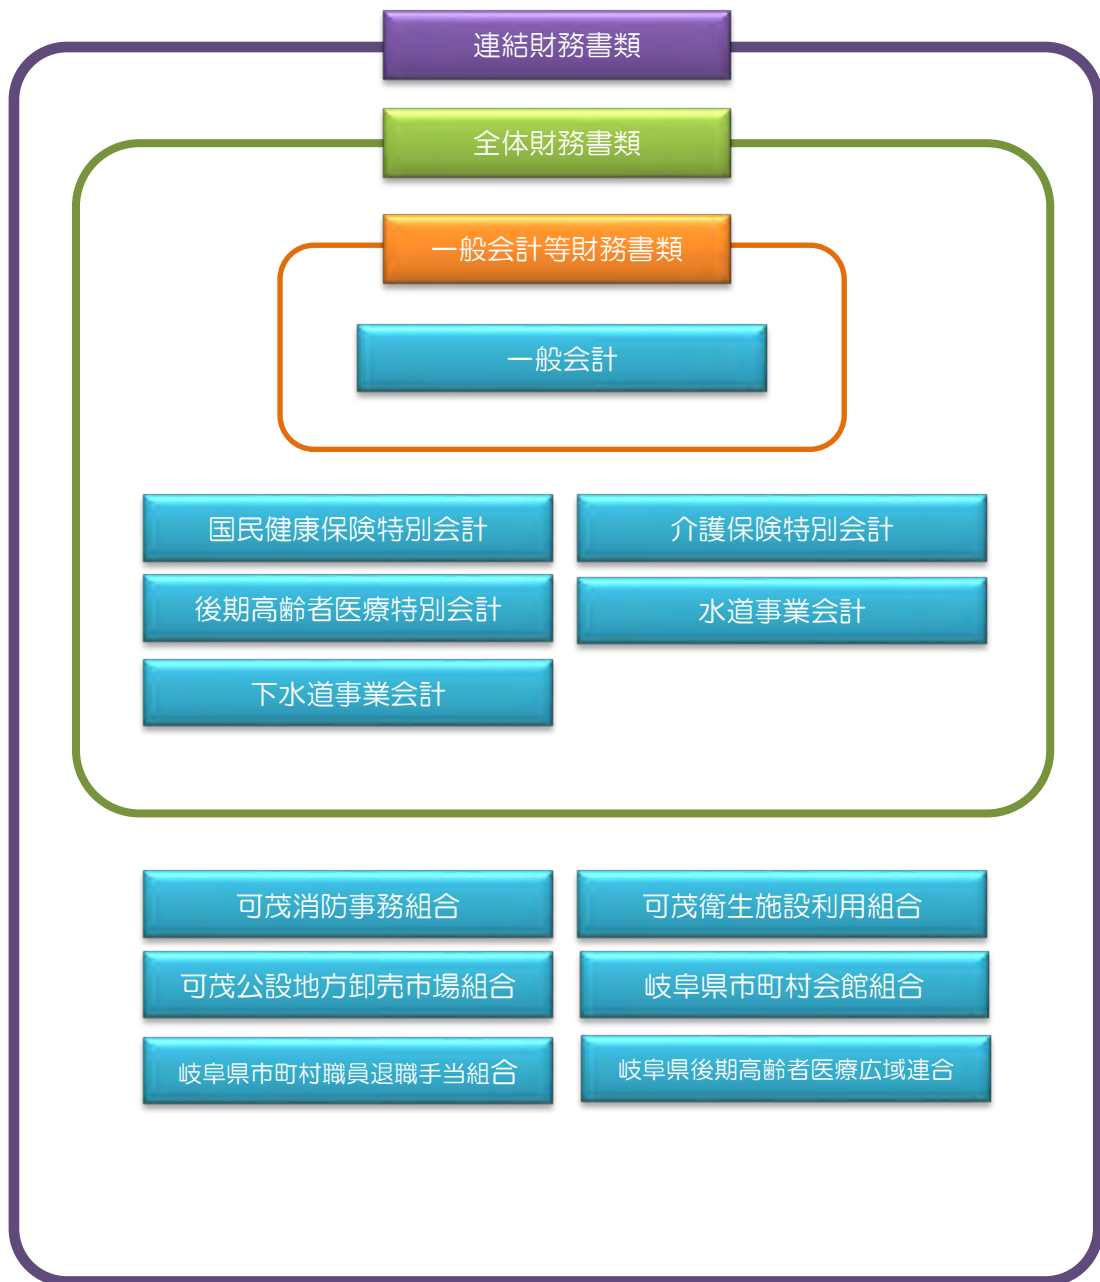 連結財務書類
全体財務書類
一般会計等財務書類
一般会計
国民健康保険特別会計
介護保険特別会計
後期高齢者医療特別会計
水道事業会計
下水道事業会計
可茂消防事務組合
可茂衛生施設利用組合
可茂公設地方卸売市場組合
岐阜県市町村会館組合
岐阜県市町村職員退職手当組合
岐阜県後期高齢者医療広域連合